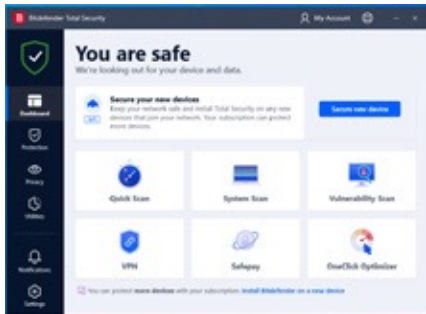 Bitdefender Total Security
My Account
You are safe
We're looking out for your device and data.
Secure your new devices
Keep your network safe and install Total Security on any new
devices that join your network. Your subscription can protect
more devices.
Secure new device
Dashboard
Protection
Privacy
Utilities
Notifications
Settings
Quick Scan
System Scan
Vulnerability Scan
VPN
Safepay
OneClick Optimizer
You can protect more devices with your subscription. Install Bitdefender on a new device